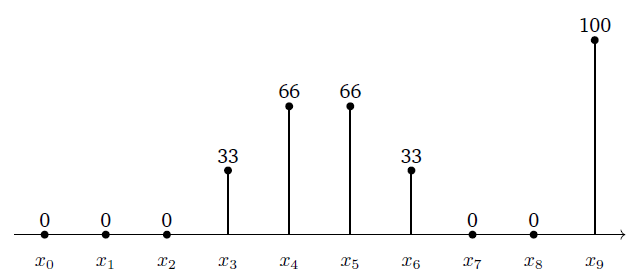 100
66 66
33 33
0 0 0 0 0
x₀ x₁ x₂ x₃ x₄ x₅ x₆ x₇ x₈ x₉